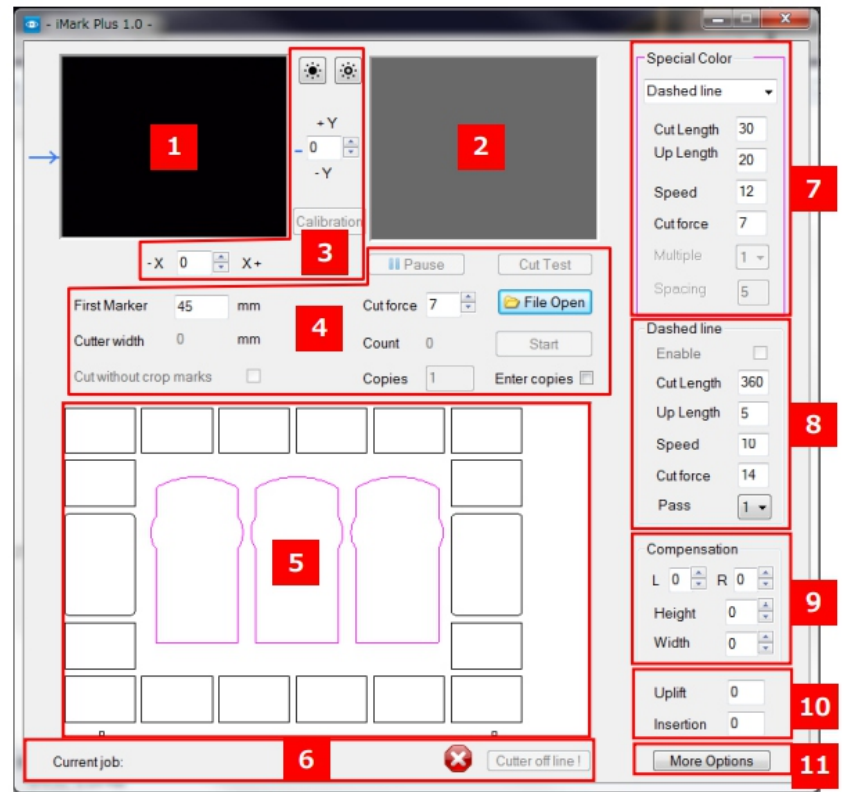 - iMark Plus 1.0 -
1
2
+Y
0
-Y
Calibration
3
-X 0 X+
Pause
Cut Test
First Marker 45 mm
4
Cut force 7
File Open
Cutter width 0 mm
Count 0
Start
Cut without crop marks
Copies 1
Enter copies
5
Current job:
6
Cutter off line !
Special Color
Dashed line
Cut Length 30
Up Length 20
Speed 12
7
Cut force 7
Multiple 1
Spacing 5
Dashed line
Enable
Cut Length 360
Up Length 5
8
Speed 10
Cut force 14
Pass 1
Compensation
L 0 R 0
9
Height 0
Width 0
Uplift 0
10
Insertion 0
More Options
11